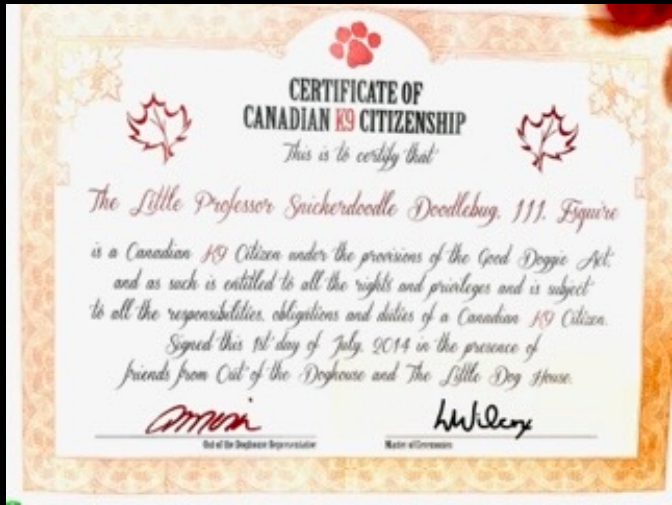 CERTIFICATE OF
CANADIAN K9 CITIZENSHIP
This is to certify that
The Little Professor Snickerdoodle Doodlebug, III, Esquire
is a Canadian K9 Citizen under the provisions of the Good Doggie Act,
and as such is entitled to all the rights and privileges and is subject
to all the responsibilities, obligations and duties of a Canadian K9 Citizen.
Signed this 1st day of July, 2014 in the presence of
friends from Out of the Doghouse and The Little Dog House.
LWilcox
Out of the Doghouse Representative
Master of Ceremonies